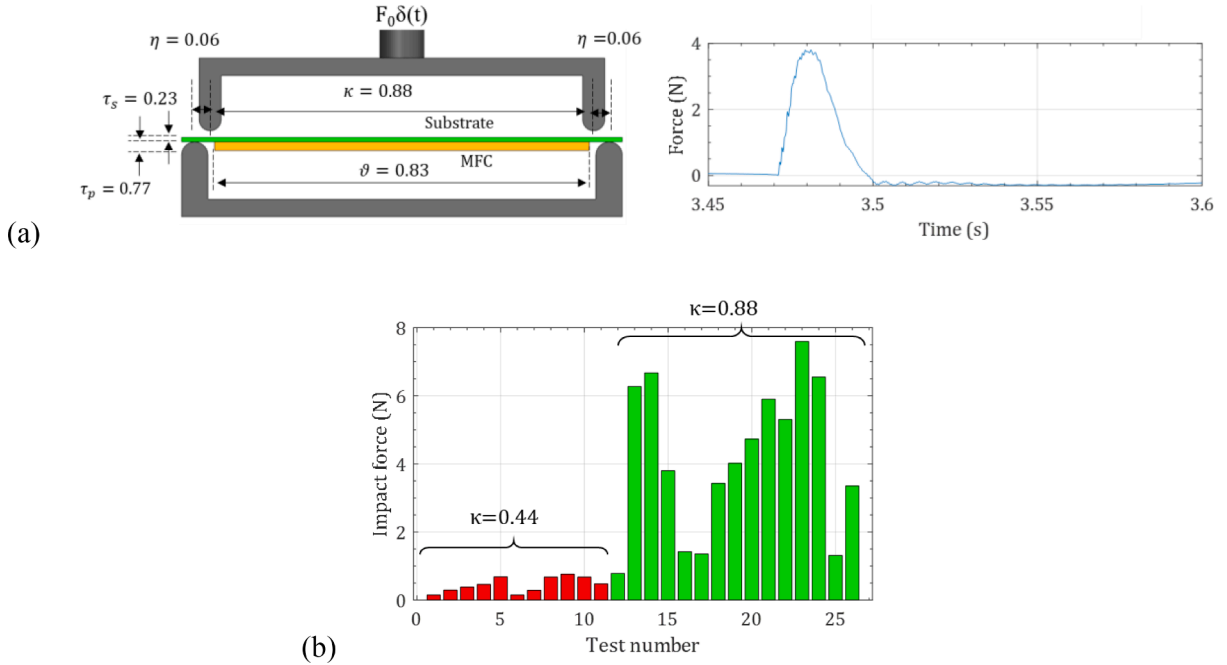 F₀δ(t)
η = 0.06
η = 0.06
τₛ = 0.23
κ = 0.88
Substrate
MFC
τₚ = 0.77
ϑ = 0.83
(a)
Force (N)
4
2
0
3.45
3.5
3.55
3.6
Time (s)
κ=0.88
κ=0.44
Impact force (N)
8
6
4
2
0
0
5
10
15
20
25
Test number
(b)